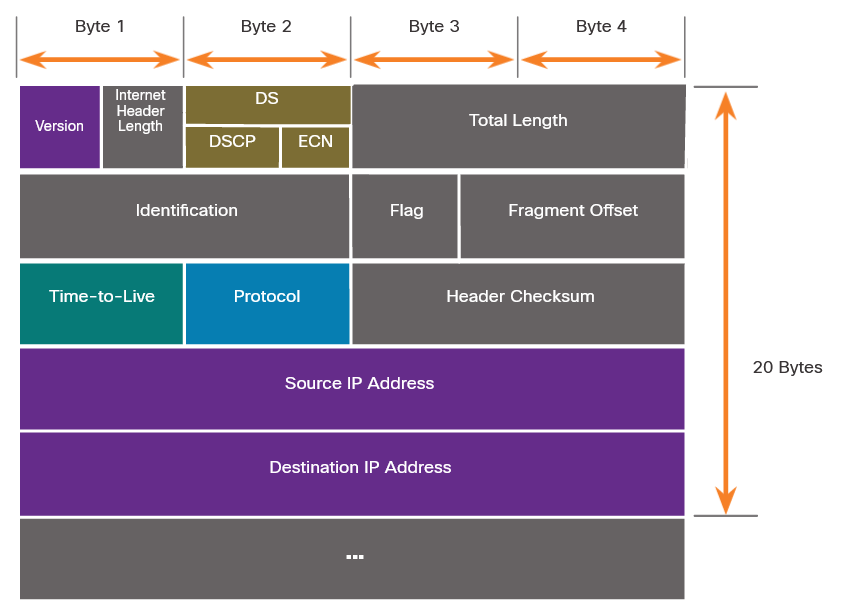 Byte 1
Byte 2
Byte 3
Byte 4
Version
Internet
Header
Length
DS
DSCP
ECN
Total Length
Identification
Flag
Fragment Offset
Time-to-Live
Protocol
Header Checksum
Source IP Address
20 Bytes
Destination IP Address
...